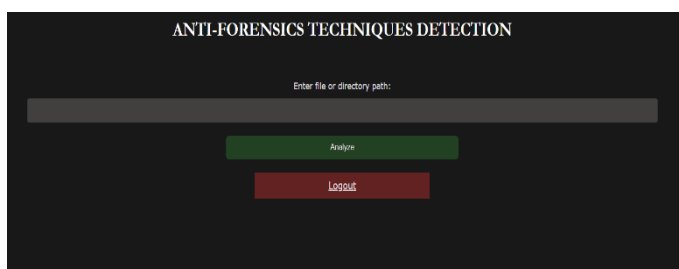 ANTI-FORENSICS TECHNIQUES DETECTION
Enter file or directory path:
Analyze
Logout